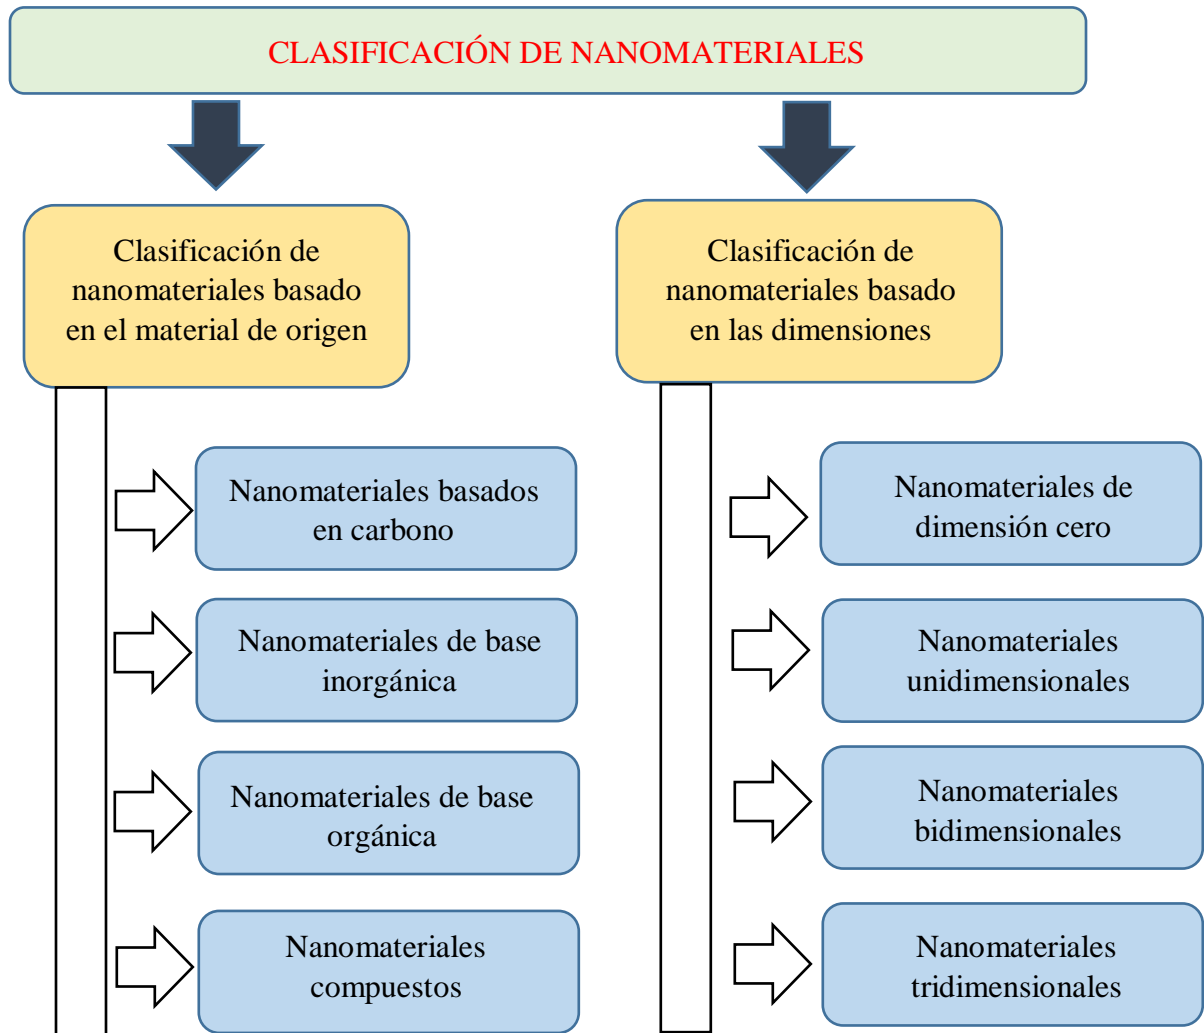 CLASIFICACIÓN DE NANOMATERIALES
Clasificación de
nanomateriales basado
en el material de origen
Nanomateriales basados
en carbono
Nanomateriales de base
inorgánica
Nanomateriales de base
orgánica
Nanomateriales
compuestos
Clasificación de
nanomateriales basado
en las dimensiones
Nanomateriales de
dimensión cero
Nanomateriales
unidimensionales
Nanomateriales
bidimensionales
Nanomateriales
tridimensionales